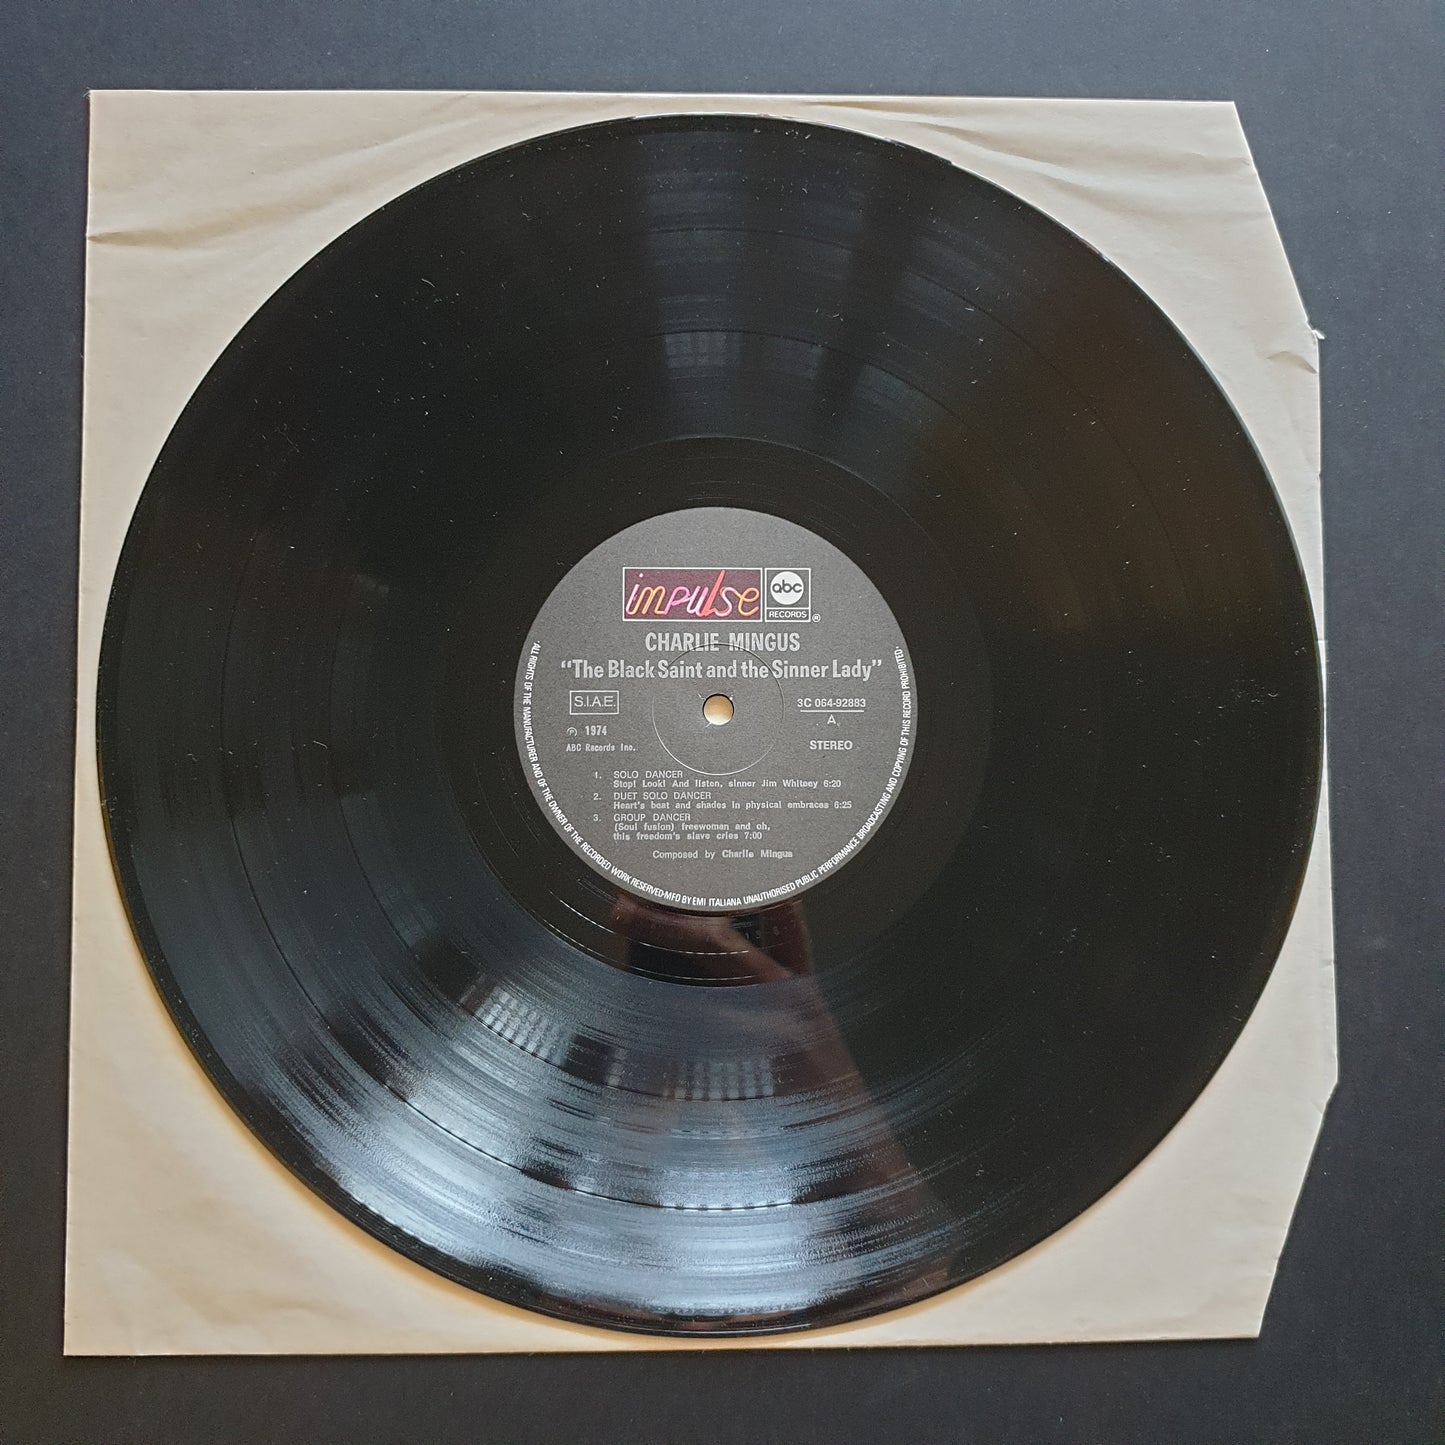 impulse abc
RECORDS ®
CHARLIE MINGUS
“The Black Saint and the Sinner Lady”
S.I.A.E.
3C 064-92883
A
℗ 1974
ABC Records Inc.
STEREO
1. SOLO DANCER
Stop! Look! And listen, sinner Jim Whitney 6:20
2. DUET SOLO DANCER
Heart's beat and shades in physical embraces 6:25
3. GROUP DANCER
(Soul fusion) freewoman and oh,
this freedom's slave cries 7:00
Composed by Charlie Mingus
·ALL RIGHTS OF THE MANUFACTURER AND OF THE OWNER OF THE RECORDED WORK RESERVED·MFD BY EMI ITALIANA UNAUTHORISED PUBLIC PERFORMANCE BROADCASTING AND COPYING OF THIS RECORD PROHIBITED·